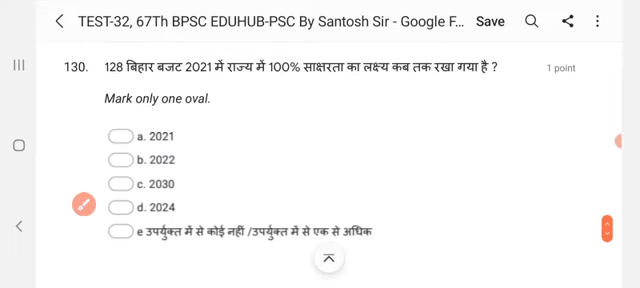 TEST-32, 67Th BPSC EDUHUB-PSC By Santosh Sir - Google F... Save
130. 128 बिहार बजट 2021 में राज्य में 100% साक्षरता का लक्ष्य कब तक रखा गया है ? 1 point
Mark only one oval.
a. 2021
b. 2022
c. 2030
d. 2024
e उपर्युक्त में से कोई नहीं /उपर्युक्त में से एक से अधिक